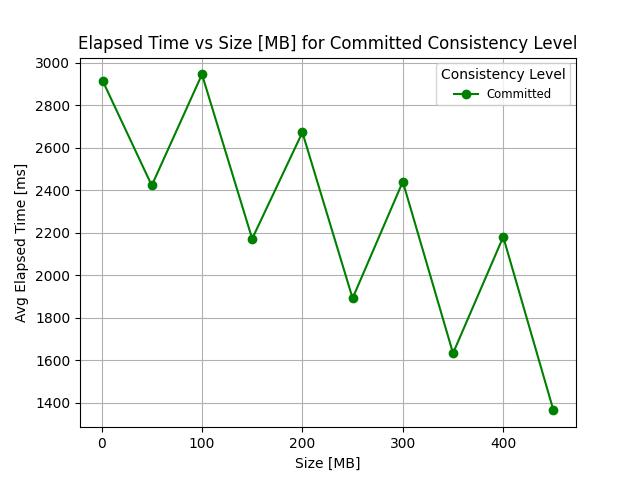 Elapsed Time vs Size [MB] for Committed Consistency Level
Consistency Level
Committed
Avg Elapsed Time [ms]
3000
2800
2600
2400
2200
2000
1800
1600
1400
0 100 200 300 400
Size [MB]